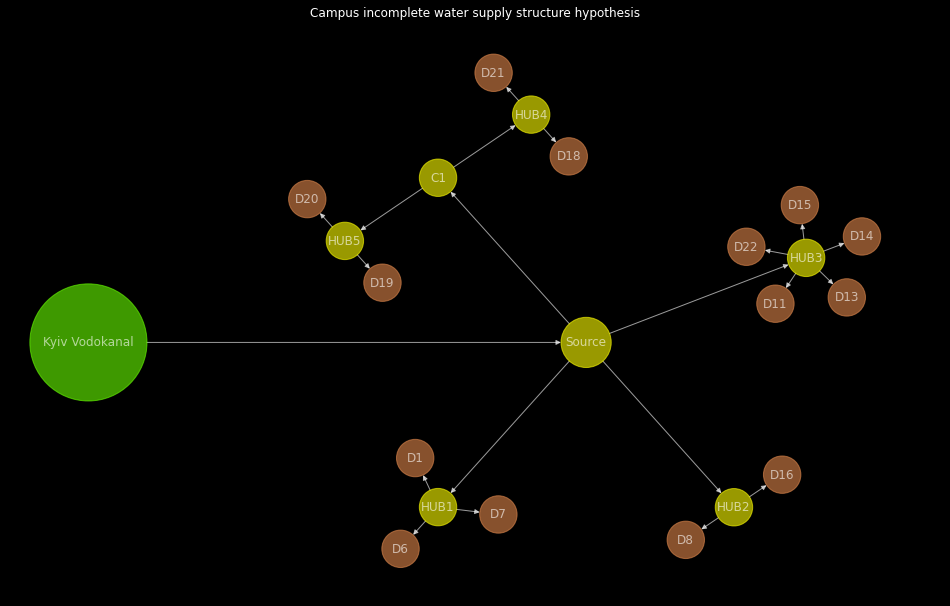 Campus incomplete water supply structure hypothesis
D21
HUB4
D18
C1
D20
HUB5
D19
D15
D14
D22
HUB3
D13
D11
Kyiv Vodokanal
Source
D1
HUB1
D7
D6
D16
HUB2
D8